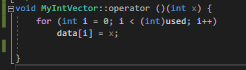 void MyIntVector::operator ()(int x) {
for (int i = 0; i < (int)used; i++)
data[i] = x;
}